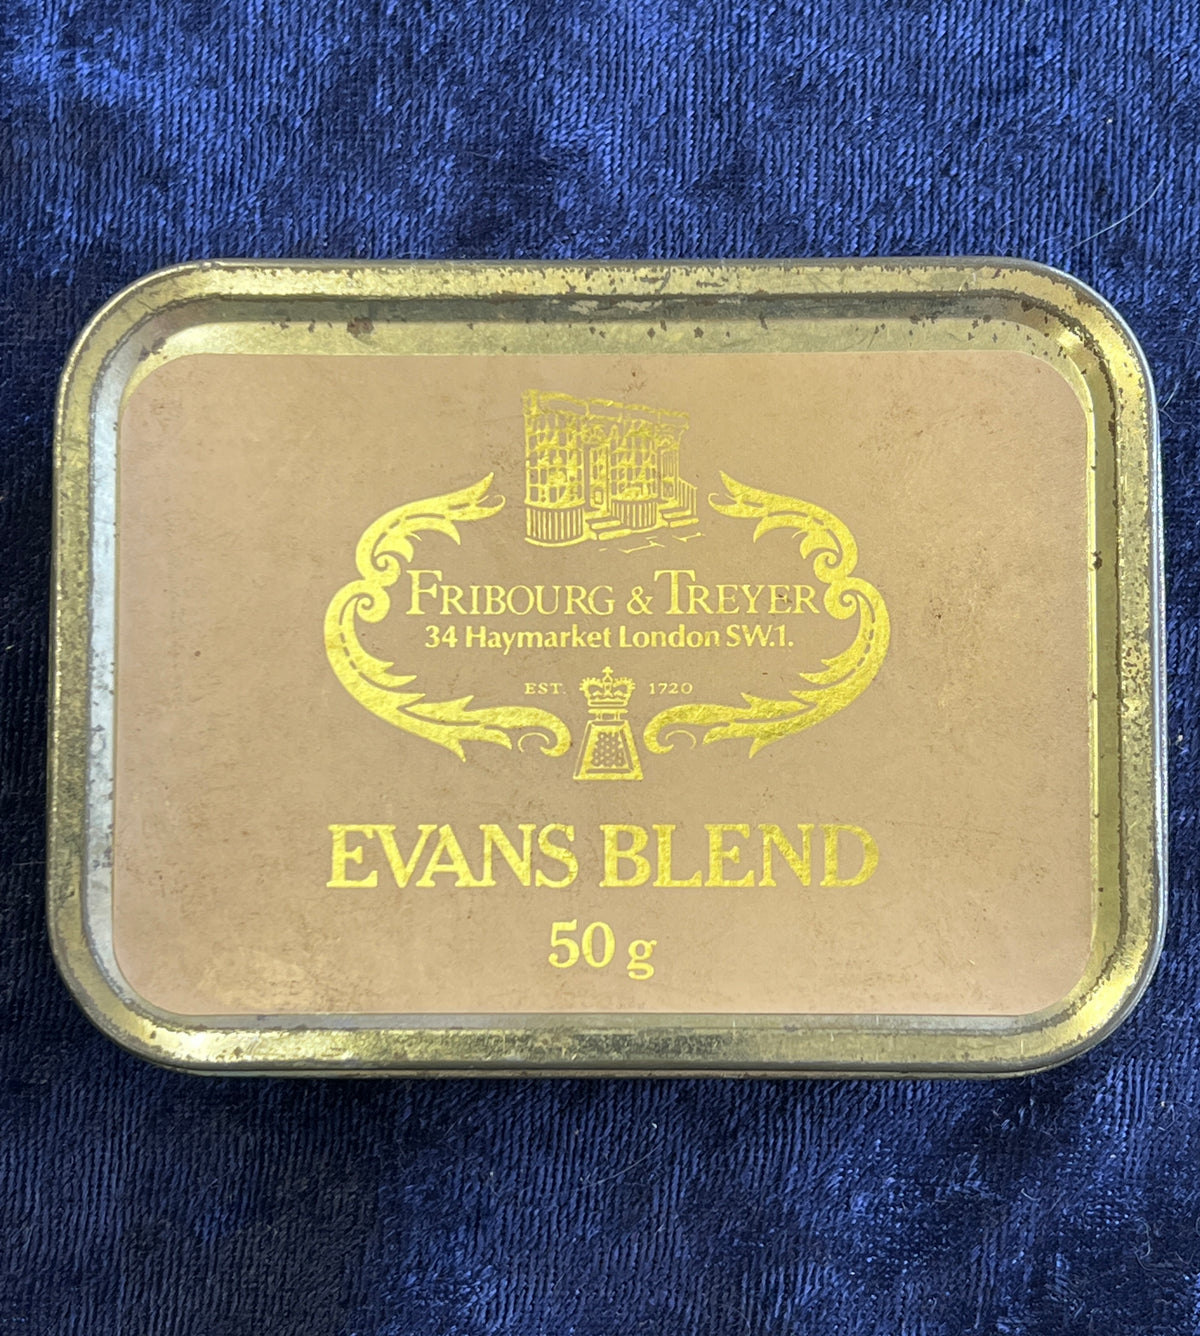 FRIBOURG & TREYER
34 Haymarket London SW.1.
EST. 1720
EVANS BLEND
50 g